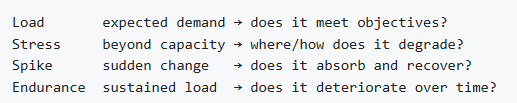 Load       expected demand → does it meet objectives?
Stress     beyond capacity → where/how does it degrade?
Spike      sudden change   → does it absorb and recover?
Endurance  sustained load  → does it deteriorate over time?